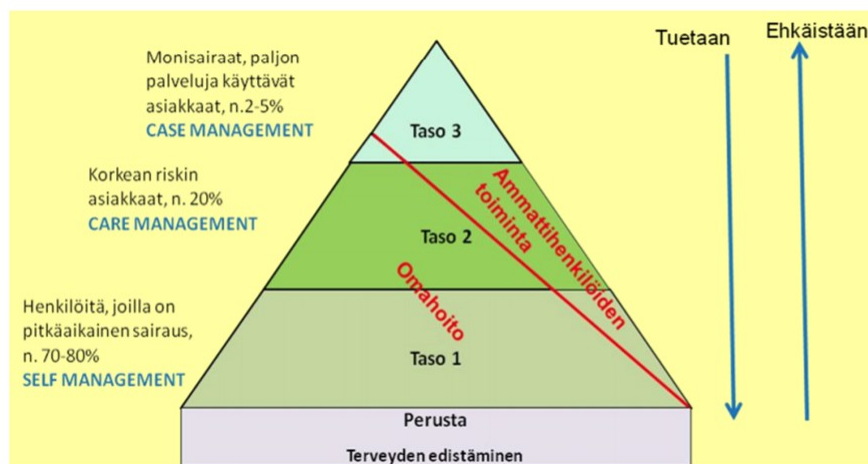 Monisairaat, paljon
palveluja käyttävät
asiakkaat, n.2-5%
CASE MANAGEMENT
Korkean riskin
asiakkaat, n. 20%
CARE MANAGEMENT
Henkilöitä, joilla on
pitkäaikainen sairaus,
n. 70-80%
SELF MANAGEMENT
Taso 3
Taso 2
Taso 1
Omahoito
Ammattihenkilöiden
toiminta
Perusta
Terveyden edistäminen
Tuetaan
Ehkäistään